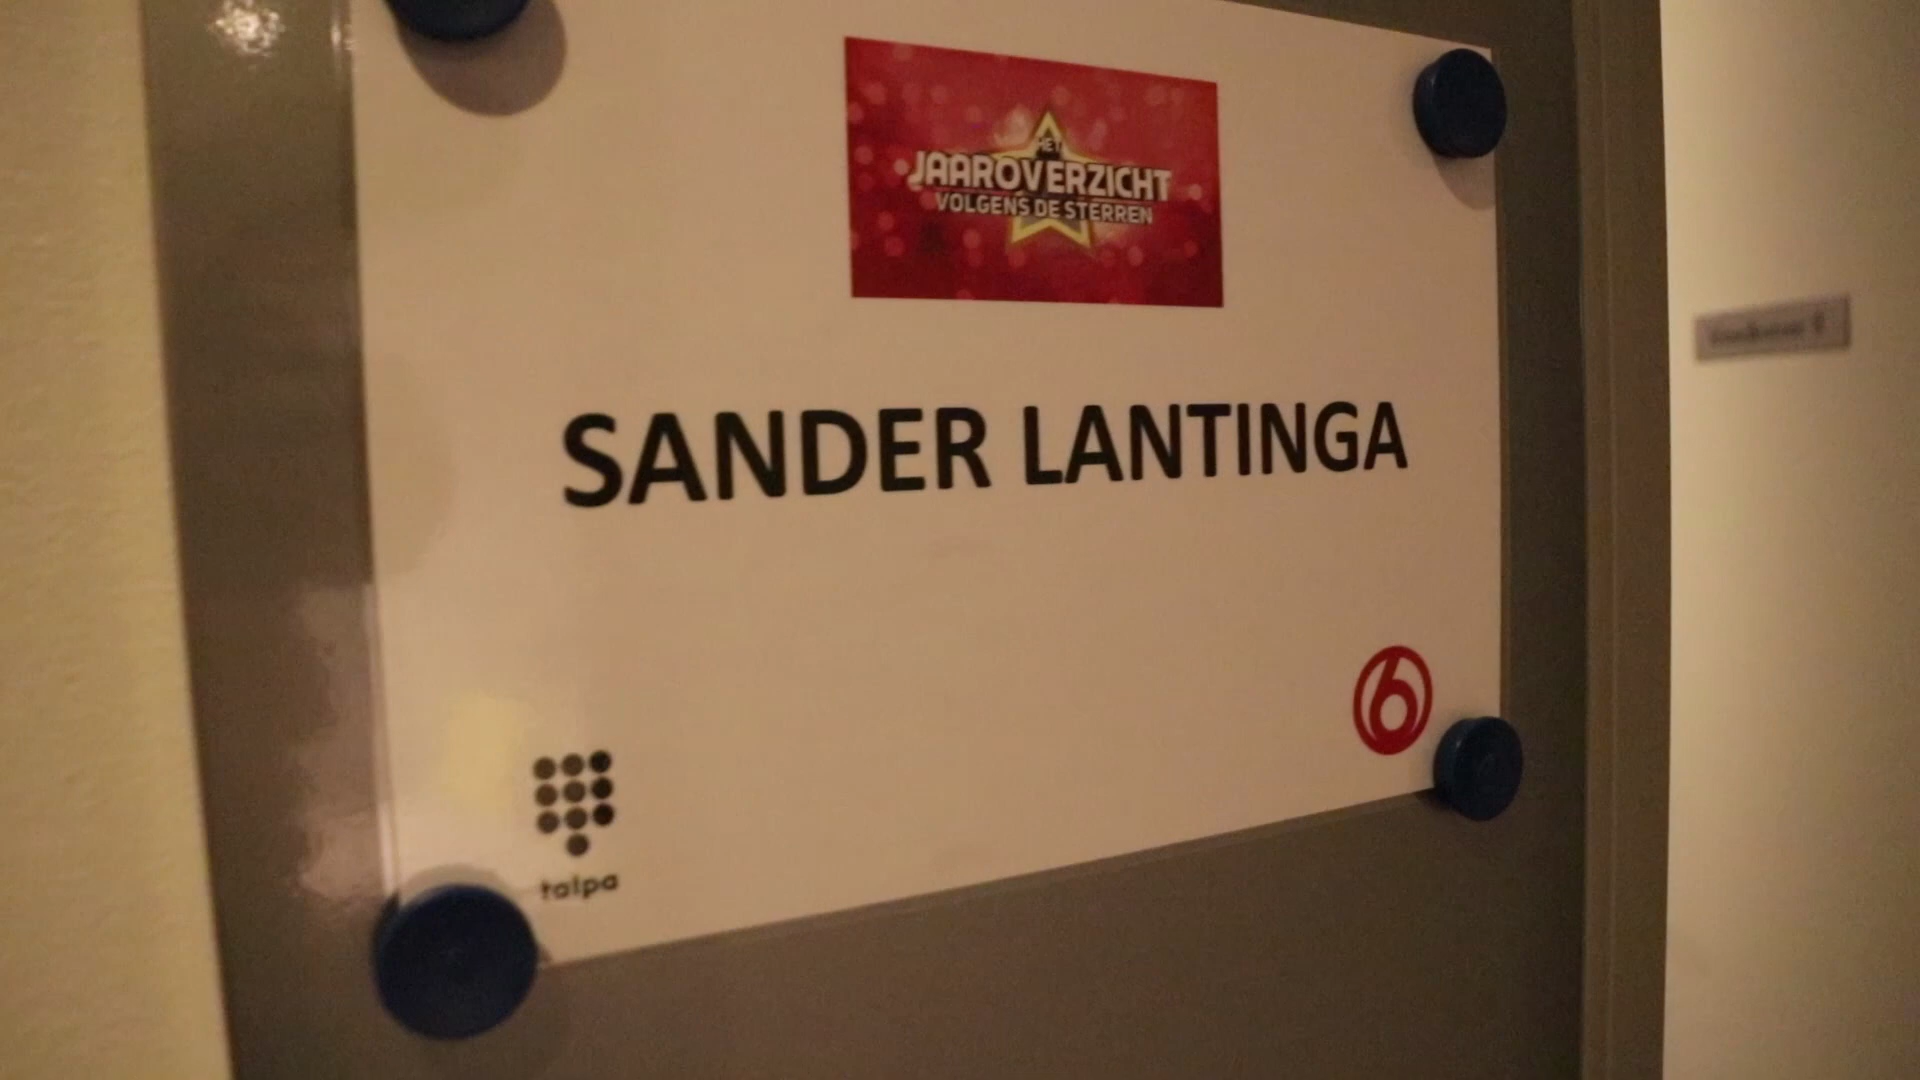 HET
JAAROVERZICHT
VOLGENS DE STERREN
SANDER LANTINGA
6
talpa